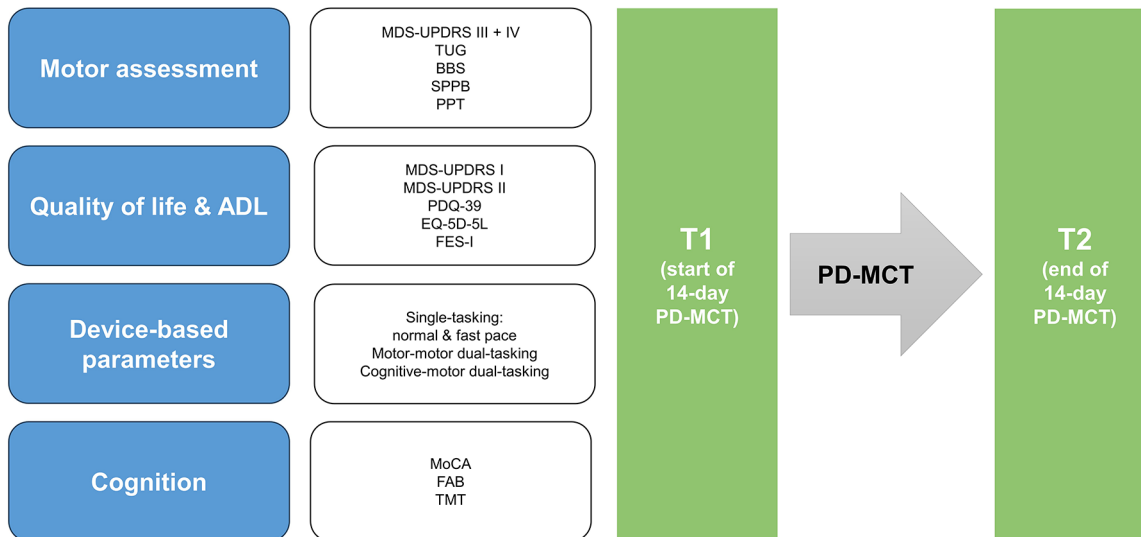 Motor assessment
MDS-UPDRS III + IV
TUG
BBS
SPPB
PPT
Quality of life & ADL
MDS-UPDRS I
MDS-UPDRS II
PDQ-39
EQ-5D-5L
FES-I
Device-based
parameters
Single-tasking:
normal & fast pace
Motor-motor dual-tasking
Cognitive-motor dual-tasking
Cognition
MoCA
FAB
TMT
T1
(start of
14-day
PD-MCT)
PD-MCT
T2
(end of
14-day
PD-MCT)